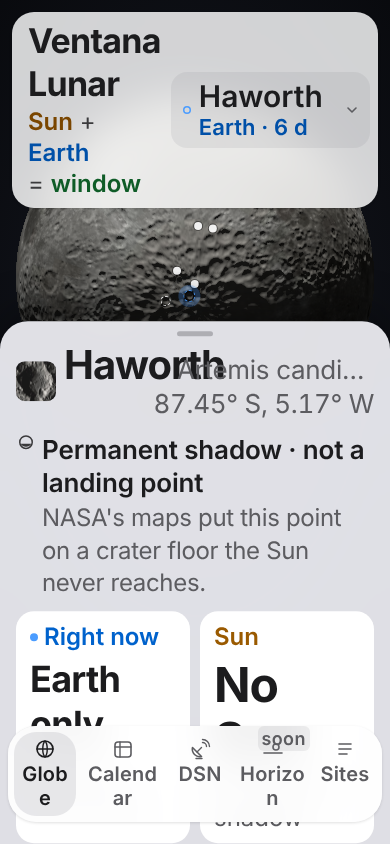 Ventana
Lunar
Sun +
Earth
= window
Haworth
Earth · 6 d
Haworth
Artemis candi...
87.45° S, 5.17° W
Permanent shadow · not a
landing point
NASA's maps put this point
on a crater floor the Sun
never reaches.
Right now
Earth
only
Sun
No
shadow
soon
Glob
e
Calend
ar
DSN
Horizo
n
Sites